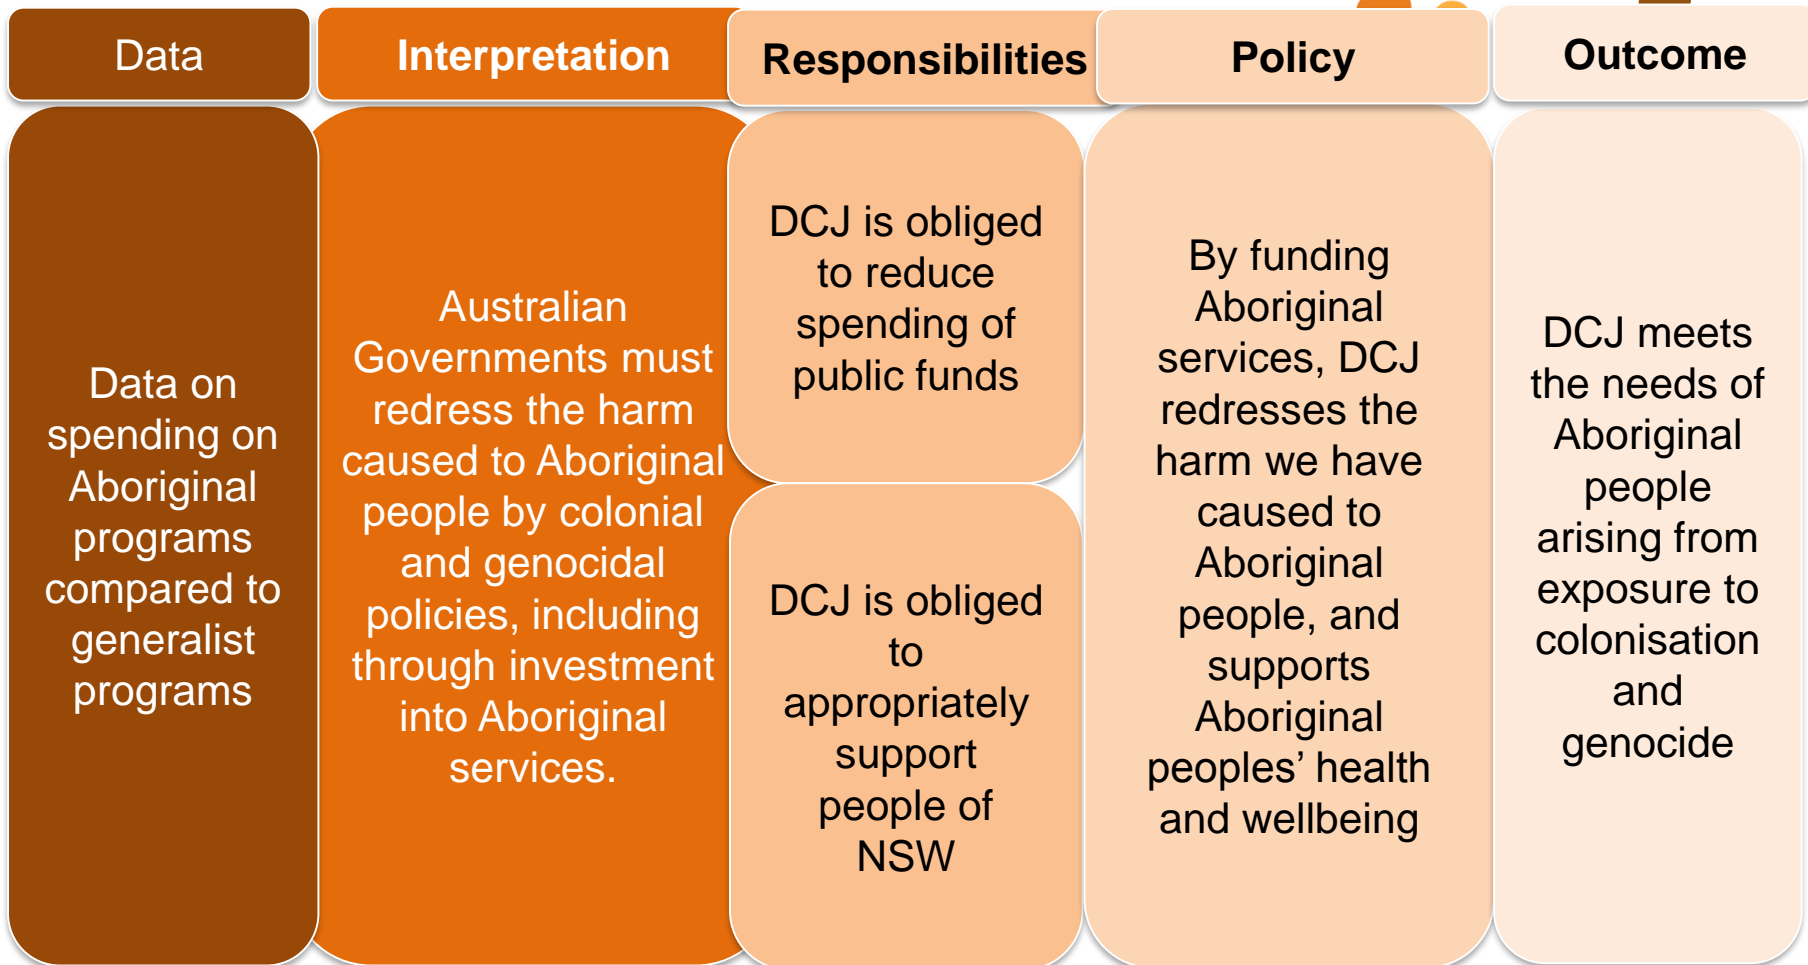 Data
Interpretation
Responsibilities
Policy
Outcome
Data on
spending on
Aboriginal
programs
compared to
generalist
programs
Australian
Governments must
redress the harm
caused to Aboriginal
people by colonial
and genocidal
policies, including
through investment
into Aboriginal
services.
DCJ is obliged
to reduce
spending of
public funds
DCJ is obliged
to
appropriately
support
people of
NSW
By funding
Aboriginal
services, DCJ
redresses the
harm we have
caused to
Aboriginal
people, and
supports
Aboriginal
peoples’ health
and wellbeing
DCJ meets
the needs of
Aboriginal
people
arising from
exposure to
colonisation
and
genocide